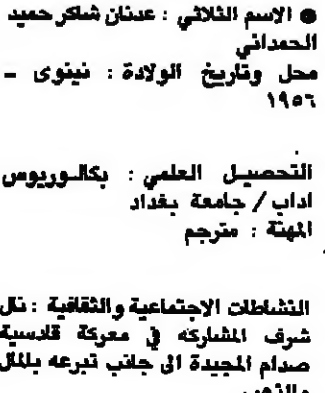 ● الاسم الثلاثي : عدنان شاكر حميد
الحمداني
محل وتاريخ الولادة : نينوى -
١٩٥٦
التحصيل العلمي : بكالوريوس
اداب / جامعة بغداد
المهنة : مترجم
النشاطات الاجتماعية والثقافية : نال
شرف المشاركه في معركة قادسية
صدام المجيدة الى جانب تبرعه بالمال
والذهب